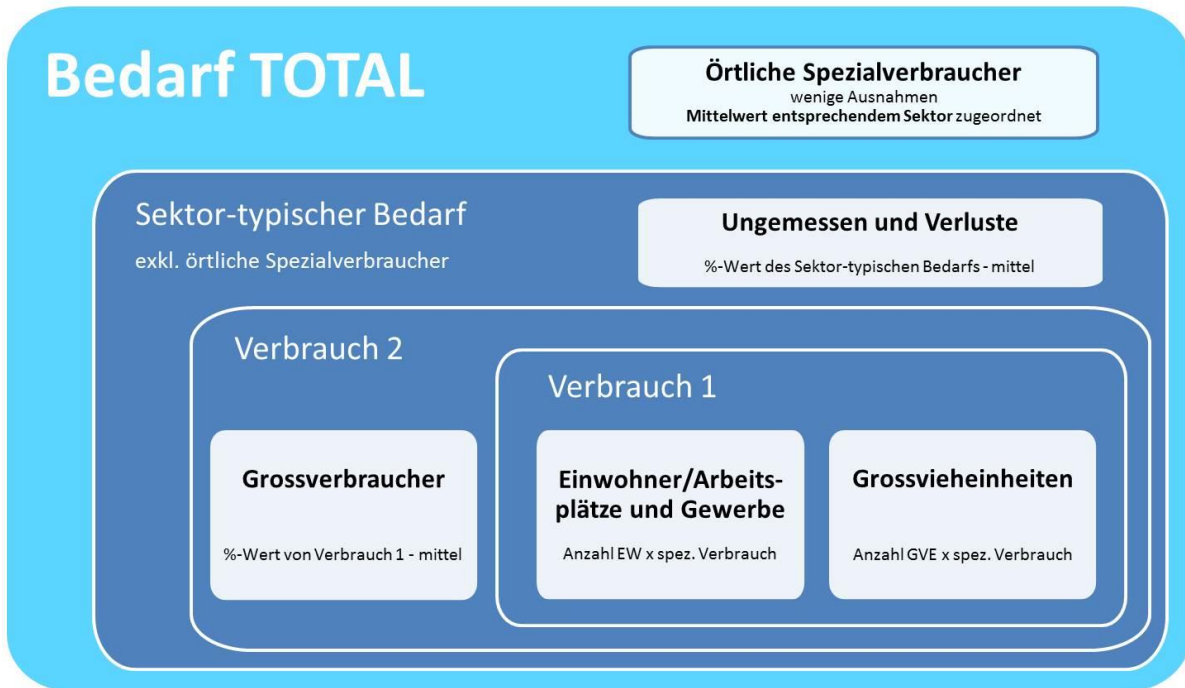 Bedarf TOTAL
Örtliche Spezialverbraucher
wenige Ausnahmen
Mittelwert entsprechendem Sektor zugeordnet
Sektor-typischer Bedarf
exkl. örtliche Spezialverbraucher
Ungemessen und Verluste
%-Wert des Sektor-typischen Bedarfs - mittel
Verbrauch 2
Verbrauch 1
Grossverbraucher
%-Wert von Verbrauch 1 - mittel
Einwohner/Arbeits-
plätze und Gewerbe
Anzahl EW x spez. Verbrauch
Grossvieheinheiten
Anzahl GVE x spez. Verbrauch